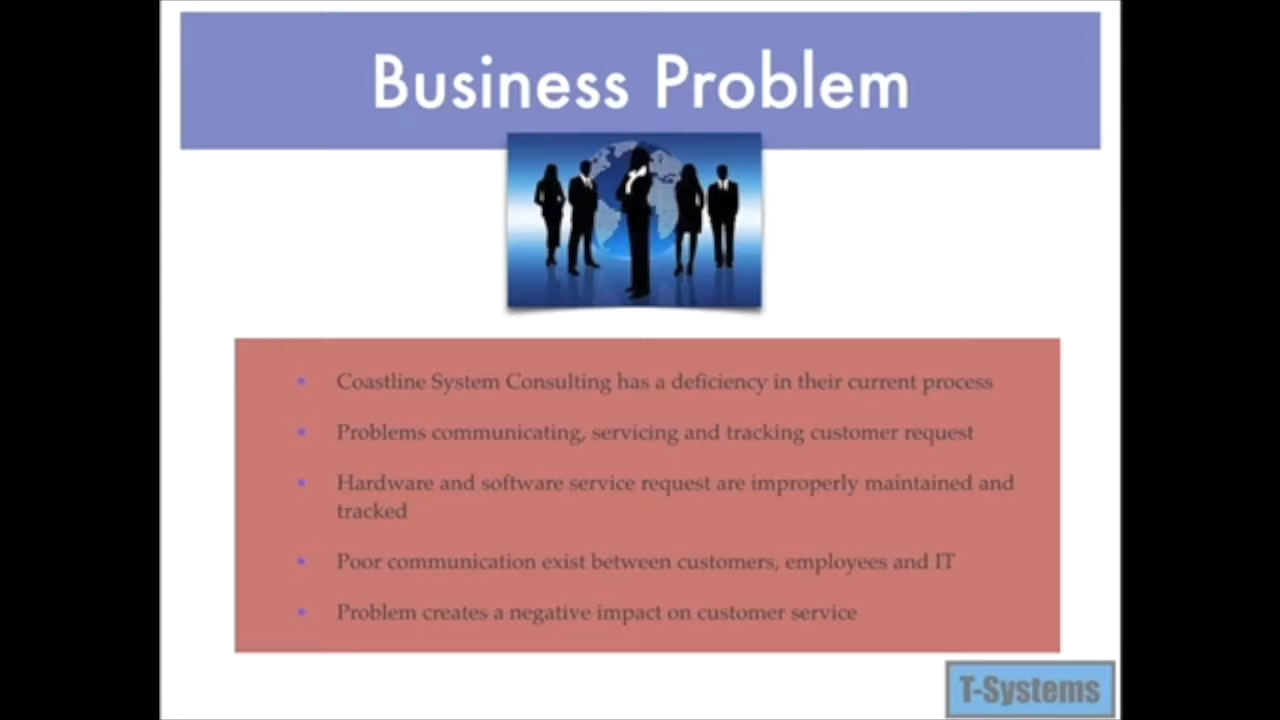 Business Problem
• Coastline System Consulting has a deficiency in their current process
• Problems communicating, servicing and tracking customer request
• Hardware and software service request are improperly maintained and
tracked
• Poor communication exist between customers, employees and IT
• Problem creates a negative impact on customer service
T-Systems